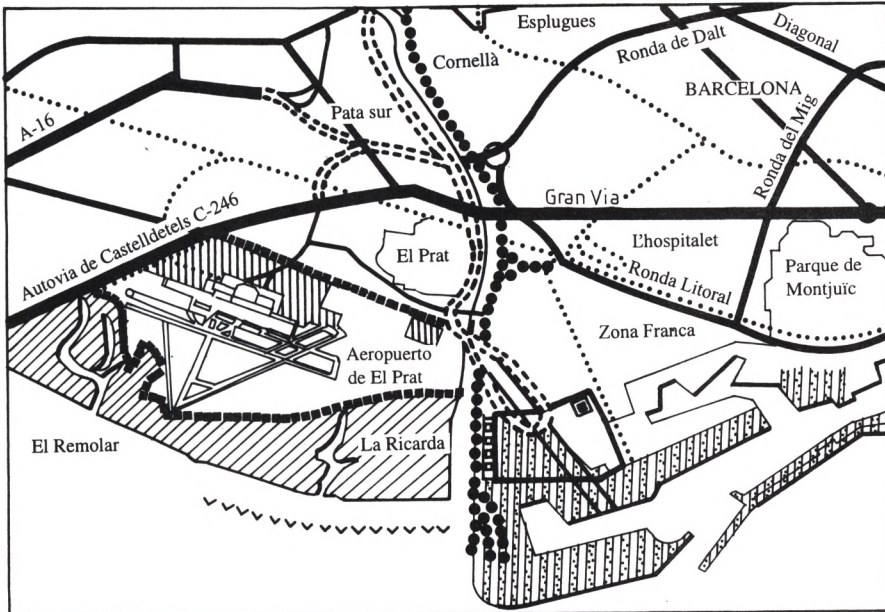 Esplugues
Ronda de Dalt
Diagonal
Cornellà
BARCELONA
Pata sur
A-16
Ronda del Mig
Gran Via
Autovia de Castelldetels C-246
El Prat
L'hospitalet
Ronda Litoral
Parque de
Montjuïc
Zona Franca
Aeropuerto
de El Prat
El Remolar
La Ricarda